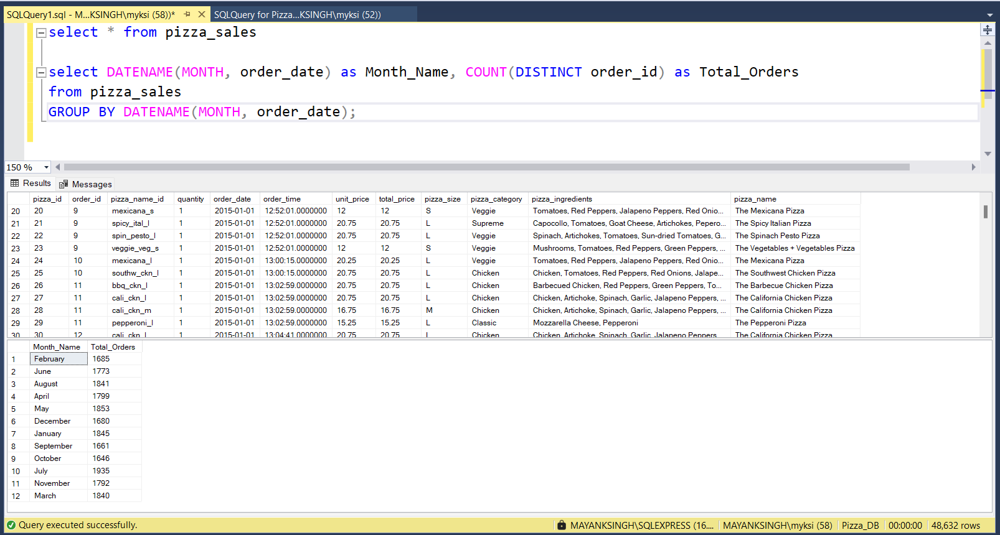 SQLQuery1.sql - M...KSINGH\myksi (58))* SQLQuery for Pizza...KSINGH\myksi (52))
select * from pizza_sales
select DATENAME(MONTH, order_date) as Month_Name, COUNT(DISTINCT order_id) as Total_Orders
from pizza_sales
GROUP BY DATENAME(MONTH, order_date);
150 %
Results Messages
pizza_id order_id pizza_name_id quantity order_date order_time unit_price total_price pizza_size pizza_category pizza_ingredients pizza_name
20 20 9 mexicana_s 1 2015-01-01 12:52:01.0000000 12 12 S Veggie Tomatoes, Red Peppers, Jalapeno Peppers, Red Onio... The Mexicana Pizza
21 21 9 spicy_ital_l 1 2015-01-01 12:52:01.0000000 20.75 20.75 L Supreme Capocollo, Tomatoes, Goat Cheese, Artichokes, Pepero... The Spicy Italian Pizza
22 22 9 spin_pesto_l 1 2015-01-01 12:52:01.0000000 20.75 20.75 L Veggie Spinach, Artichokes, Tomatoes, Sun-dried Tomatoes, G... The Spinach Pesto Pizza
23 23 9 veggie_veg_s 1 2015-01-01 12:52:01.0000000 12 12 S Veggie Mushrooms, Tomatoes, Red Peppers, Green Peppers, ... The Vegetables + Vegetables Pizza
24 24 10 mexicana_l 1 2015-01-01 13:00:15.0000000 20.25 20.25 L Veggie Tomatoes, Red Peppers, Jalapeno Peppers, Red Onio... The Mexicana Pizza
25 25 10 southw_ckn_l 1 2015-01-01 13:00:15.0000000 20.75 20.75 L Chicken Chicken, Tomatoes, Red Peppers, Red Onions, Jalape... The Southwest Chicken Pizza
26 26 11 bbq_ckn_l 1 2015-01-01 13:02:59.0000000 20.75 20.75 L Chicken Barbecued Chicken, Red Peppers, Green Peppers, To... The Barbecue Chicken Pizza
27 27 11 cali_ckn_l 1 2015-01-01 13:02:59.0000000 20.75 20.75 L Chicken Chicken, Artichoke, Spinach, Garlic, Jalapeno Peppers, ... The California Chicken Pizza
28 28 11 cali_ckn_m 1 2015-01-01 13:02:59.0000000 16.75 16.75 M Chicken Chicken, Artichoke, Spinach, Garlic, Jalapeno Peppers, ... The California Chicken Pizza
29 29 11 pepperoni_l 1 2015-01-01 13:02:59.0000000 15.25 15.25 L Classic Mozzarella Cheese, Pepperoni The Pepperoni Pizza
30 30 12 cali_ckn_l 1 2015-01-01 13:04:41.0000000 20.75 20.75 L Chicken Chicken, Artichoke, Spinach, Garlic, Jalapeno Peppers The California Chicken Pizza
Month_Name Total_Orders
1 February 1685
2 June 1773
3 August 1841
4 April 1799
5 May 1853
6 December 1680
7 January 1845
8 September 1661
9 October 1646
10 July 1935
11 November 1792
12 March 1840
Query executed successfully. MAYANKSINGH\SQLEXPRESS (16.... MAYANKSINGH\myksi (58) Pizza_DB 00:00:00 48,632 rows